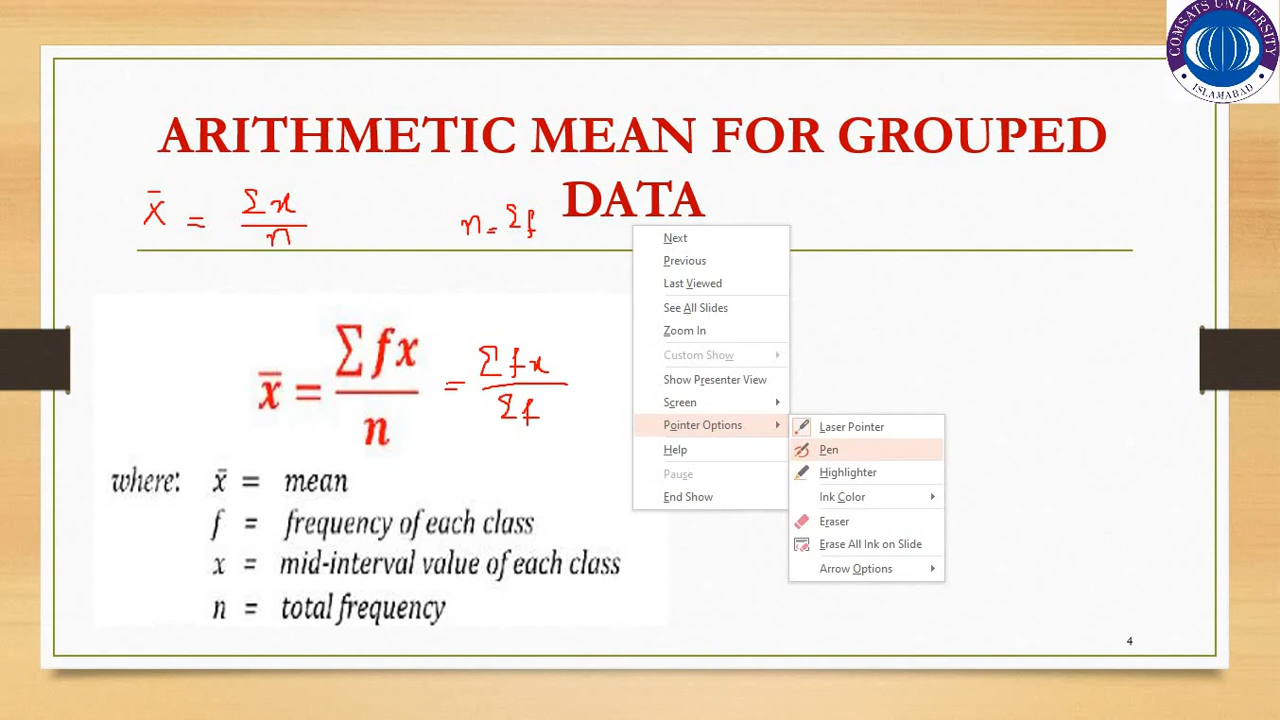 COMSATS UNIVERSITY
ISLAMABAD
ARITHMETIC MEAN FOR GROUPED
DATA
x̄ = Σx / n
n = Σf
x̄ = Σfx / n = Σfx / Σf
where: x̄ = mean
f = frequency of each class
x = mid-interval value of each class
n = total frequency
Next
Previous
Last Viewed
See All Slides
Zoom In
Custom Show
Show Presenter View
Screen
Pointer Options
Help
Pause
End Show
Laser Pointer
Pen
Highlighter
Ink Color
Eraser
Erase All Ink on Slide
Arrow Options
4